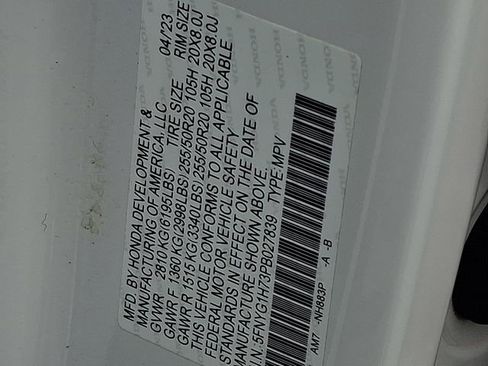 HONDA DEVELOPMENT &
MANUFACTURING OF AMERICA, LLC 04/23
GVWR 2810 KG(6195LBS) TIRE SIZE RIM SIZE
GAWR F 1360 KG(2998LBS)255/50R20 105H 20X8.0J
GAWR R 1515 KG(3340LBS)255/50R20 105H 20X8.0J
THIS VEHICLE CONFORMS TO ALL APPLICABLE
FEDERAL MOTOR VEHICLE SAFETY
STANDARDS IN EFFECT ON THE DATE OF
MANUFACTURE SHOWN ABOVE.
V.I.N.: 5FNYG1H73PB027839 TYPE:MPV
AM7 -NH883P -A -B
HONDA HONDA HONDA